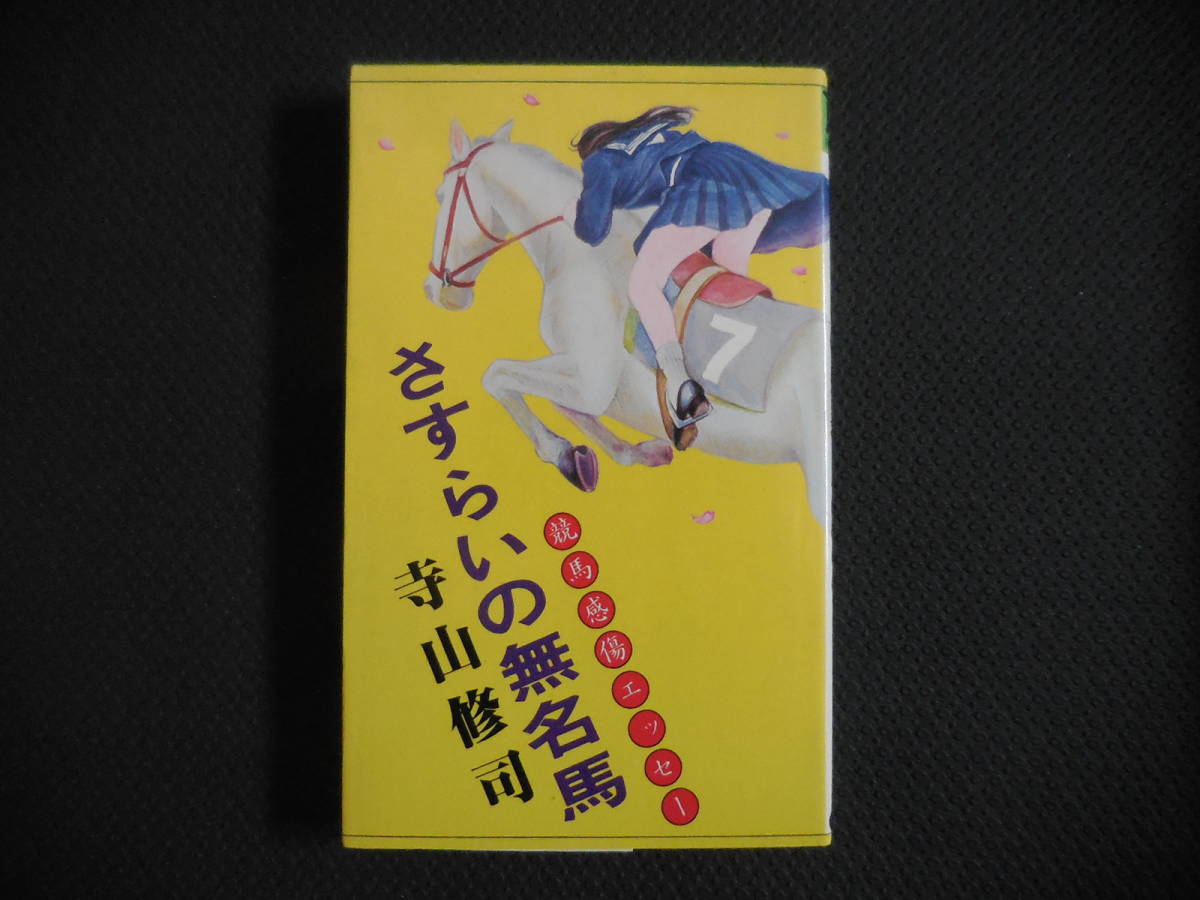 競馬感傷エッセー
さすらいの無名馬
寺山修司
7